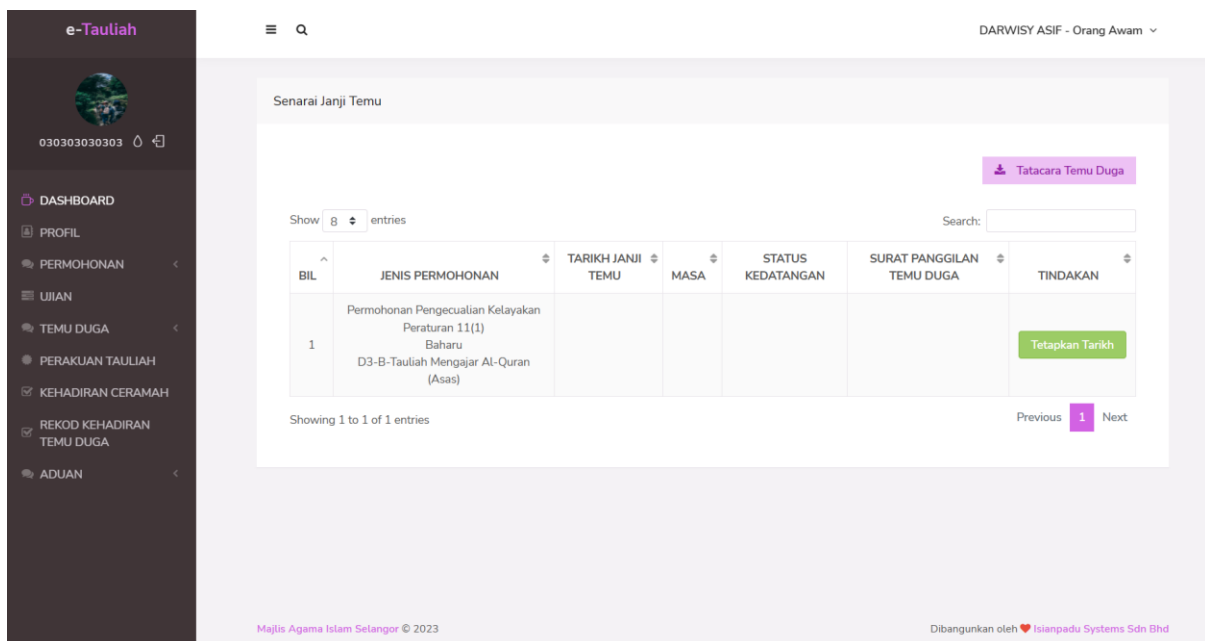 e-Tauliah
DARWISY ASIF - Orang Awam
030303030303
DASHBOARD
PROFIL
PERMOHONAN
UJIAN
TEMU DUGA
PERAKUAN TAULIAH
KEHADIRAN CERAMAH
REKOD KEHADIRAN
TEMU DUGA
ADUAN
Senarai Janji Temu
Tatacara Temu Duga
Show 8 entries
Search:
BIL
JENIS PERMOHONAN
TARIKH JANJI
TEMU
MASA
STATUS
KEDATANGAN
SURAT PANGGILAN
TEMU DUGA
TINDAKAN
1
Permohonan Pengecualian Kelayakan
Peraturan 11(1)
Baharu
D3-B-Tauliah Mengajar Al-Quran
(Asas)
Tetapkan Tarikh
Showing 1 to 1 of 1 entries
Previous 1 Next
Majlis Agama Islam Selangor © 2023
Dibangunkan oleh ❤ Isianpadu Systems Sdn Bhd